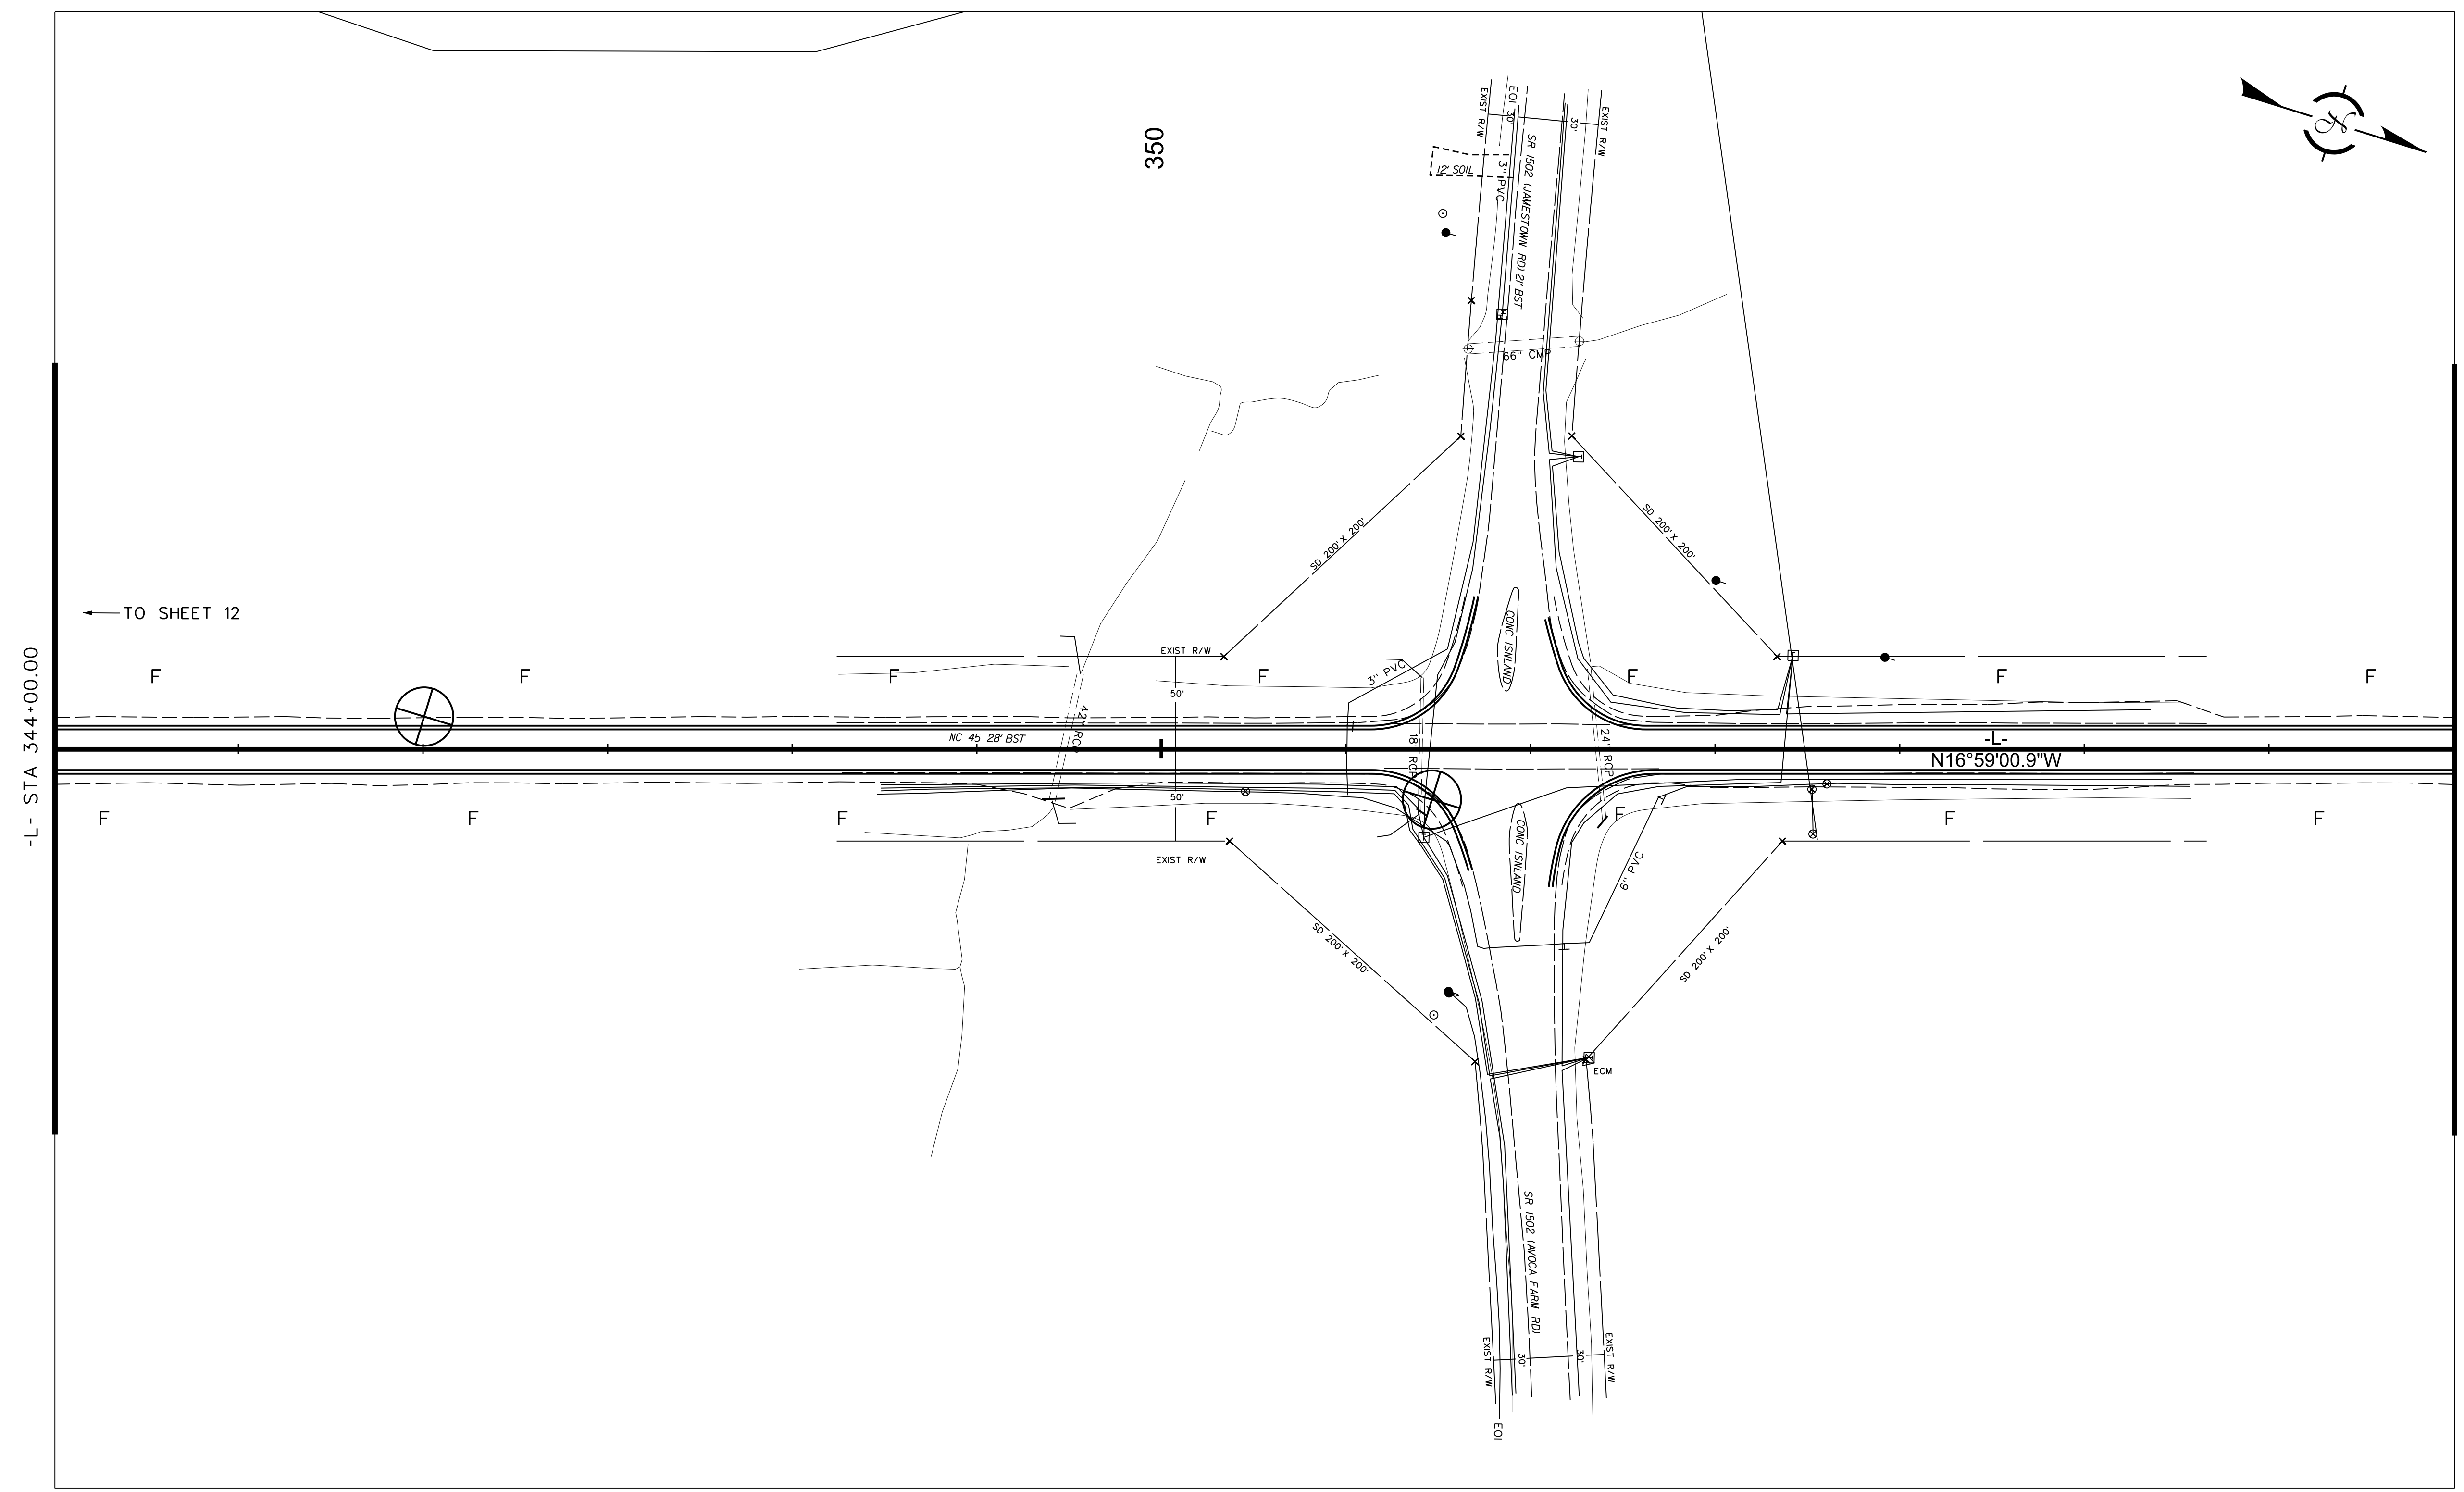 350
EXIST R/W
EOI
30'
30'
EXIST R/W
12' SOIL
3" PVC
SR 1502 (JAMESTOWN RD) 21' BST
N
66" CMP
SD 200' X 200'
SD 200' X 200'
TO SHEET 12
-L- STA 344+00.00
F
F
F
EXIST R/W
F
3" PVC
CONC ISNLAND
F
F
F
50'
42" RCP
NC 45 28' BST
18" RCP
24" RCP
-L-
N16°59'00.9"W
50'
F
F
F
F
F
F
F
EXIST R/W
CONC ISNLAND
6" PVC
SD 200' X 200'
SD 200' X 200'
ECM
SR 1502 (AVOCA FARM RD)
EXIST R/W
30'
30'
EXIST R/W
EOI